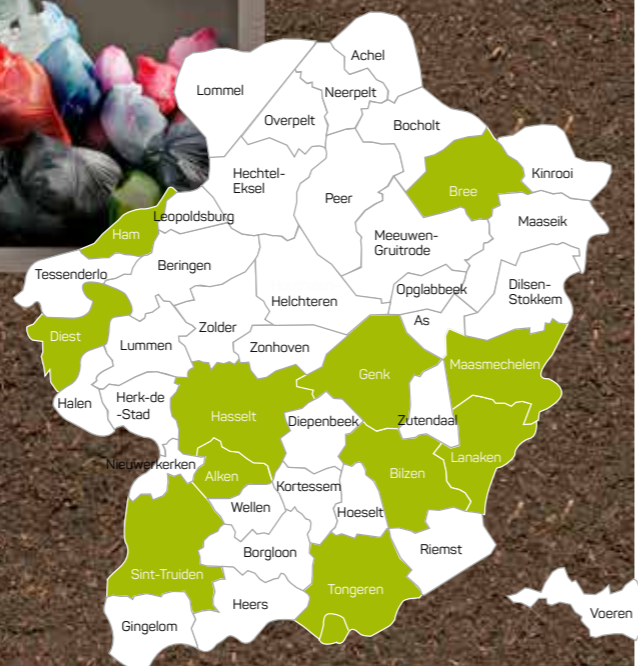 Achel
Lommel
Neerpelt
Overpelt
Bocholt
Hechtel-
Eksel
Kinrooi
Bree
Peer
Leopoldsburg
Maaseik
Ham
Meeuwen-
Gruitrode
Beringen
Tessenderlo
Dilsen-
Stokkem
Opglabbeek
Helchteren
As
Zolder
Diest
Lummen
Zonhoven
Maasmechelen
Genk
Herk-de
-Stad
Halen
Hasselt
Diepenbeek
Zutendaal
Lanaken
Nieuwerkerken
Bilzen
Alken
Kortessem
Wellen
Hoeselt
Riemst
Borgloon
Sint-Truiden
Tongeren
Heers
Voeren
Gingelom